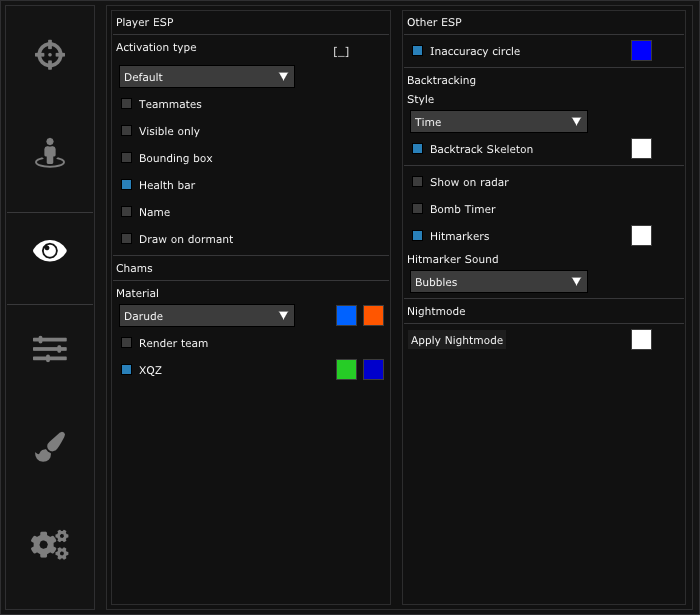 Player ESP
Activation type
[_]
Default
Teammates
Visible only
Bounding box
Health bar
Name
Draw on dormant
Chams
Material
Darude
Render team
XQZ
Other ESP
Inaccuracy circle
Backtracking
Style
Time
Backtrack Skeleton
Show on radar
Bomb Timer
Hitmarkers
Hitmarker Sound
Bubbles
Nightmode
Apply Nightmode